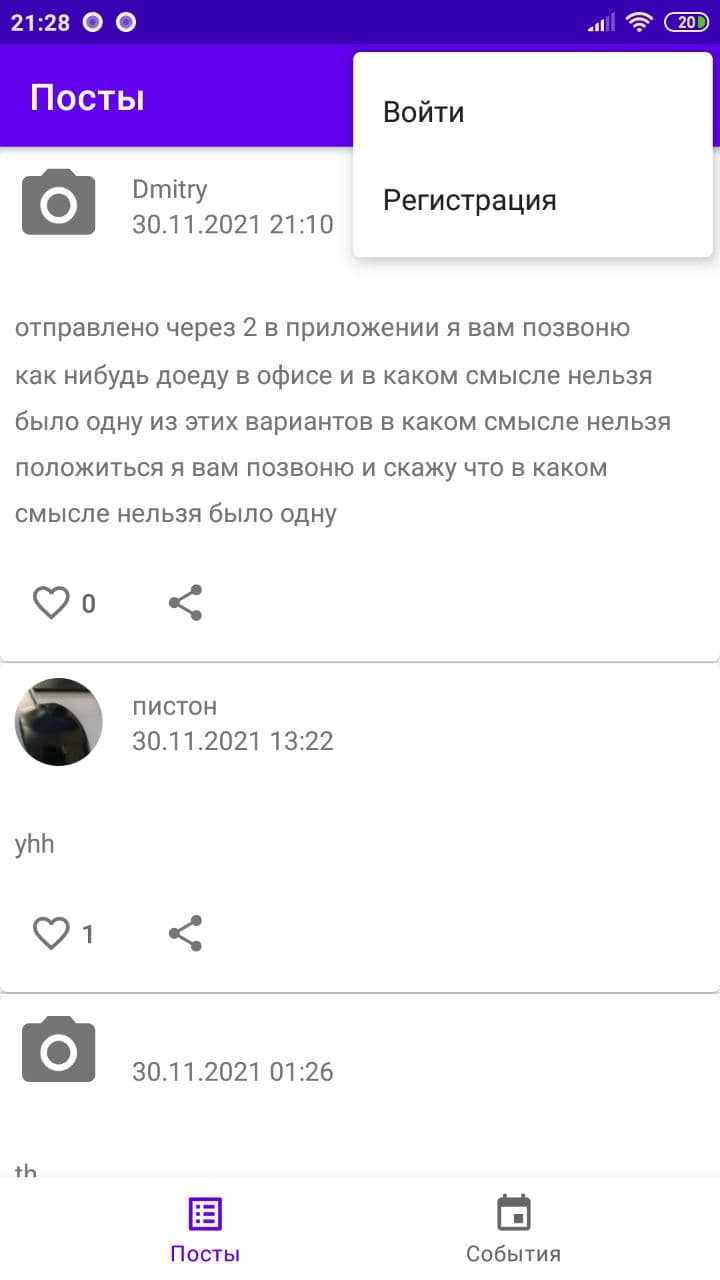 21:28
20
Посты
Войти
Регистрация
Dmitry
30.11.2021 21:10
отправлено через 2 в приложении я вам позвоню
как нибудь доеду в офисе и в каком смысле нельзя
было одну из этих вариантов в каком смысле нельзя
положиться я вам позвоню и скажу что в каком
смысле нельзя было одну
0
пистон
30.11.2021 13:22
yhh
1
30.11.2021 01:26
th
Посты
События